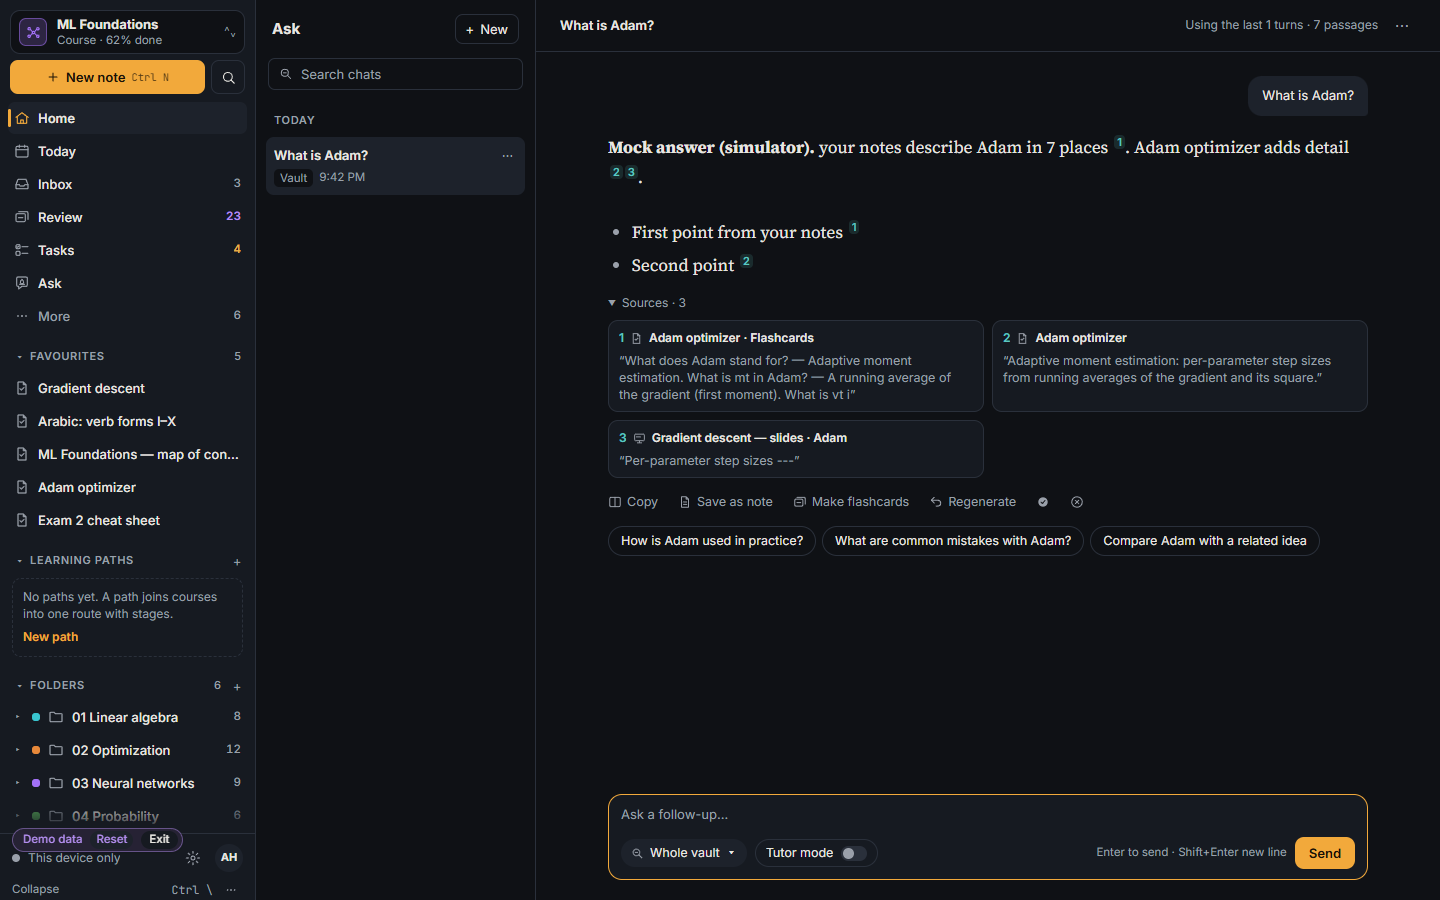 ML Foundations
Course · 62% done
+ New note Ctrl N
Home
Today
Inbox 3
Review 23
Tasks 4
Ask
More 6
FAVOURITES 5
Gradient descent
Arabic: verb forms I–X
ML Foundations — map of con...
Adam optimizer
Exam 2 cheat sheet
LEARNING PATHS +
No paths yet. A path joins courses
into one route with stages.
New path
FOLDERS 6 +
01 Linear algebra 8
02 Optimization 12
03 Neural networks 9
04 Probability 6
Demo data Reset Exit
This device only AH
Collapse Ctrl \ ...
Ask + New
Search chats
TODAY
What is Adam? ...
Vault 9:42 PM
What is Adam? Using the last 1 turns · 7 passages ...
What is Adam?
Mock answer (simulator). your notes describe Adam in 7 places 1. Adam optimizer adds detail
2 3.
• First point from your notes 1
• Second point 2
▼ Sources · 3
1 Adam optimizer · Flashcards
“What does Adam stand for? — Adaptive moment
estimation. What is mt in Adam? — A running average of
the gradient (first moment). What is vt i”
2 Adam optimizer
“Adaptive moment estimation: per-parameter step sizes
from running averages of the gradient and its square.”
3 Gradient descent — slides · Adam
“Per-parameter step sizes ---”
Copy Save as note Make flashcards Regenerate
How is Adam used in practice? What are common mistakes with Adam? Compare Adam with a related idea
Ask a follow-up...
Whole vault Tutor mode Enter to send · Shift+Enter new line Send